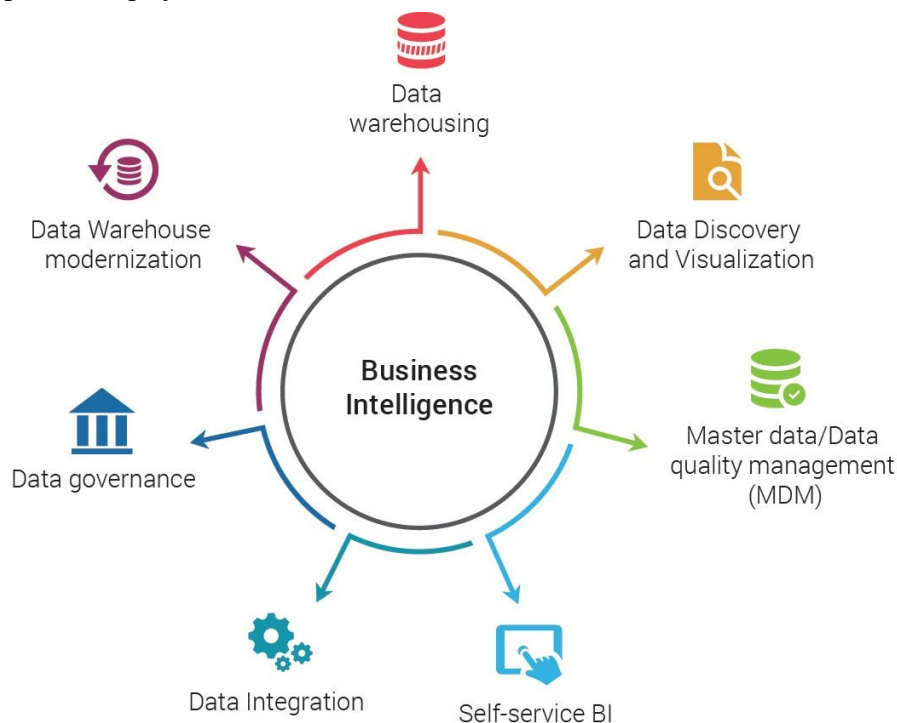 Data
warehousing
Data Discovery
and Visualization
Master data/Data
quality management
(MDM)
Self-service BI
Data Integration
Data governance
Data Warehouse
modernization
Business
Intelligence